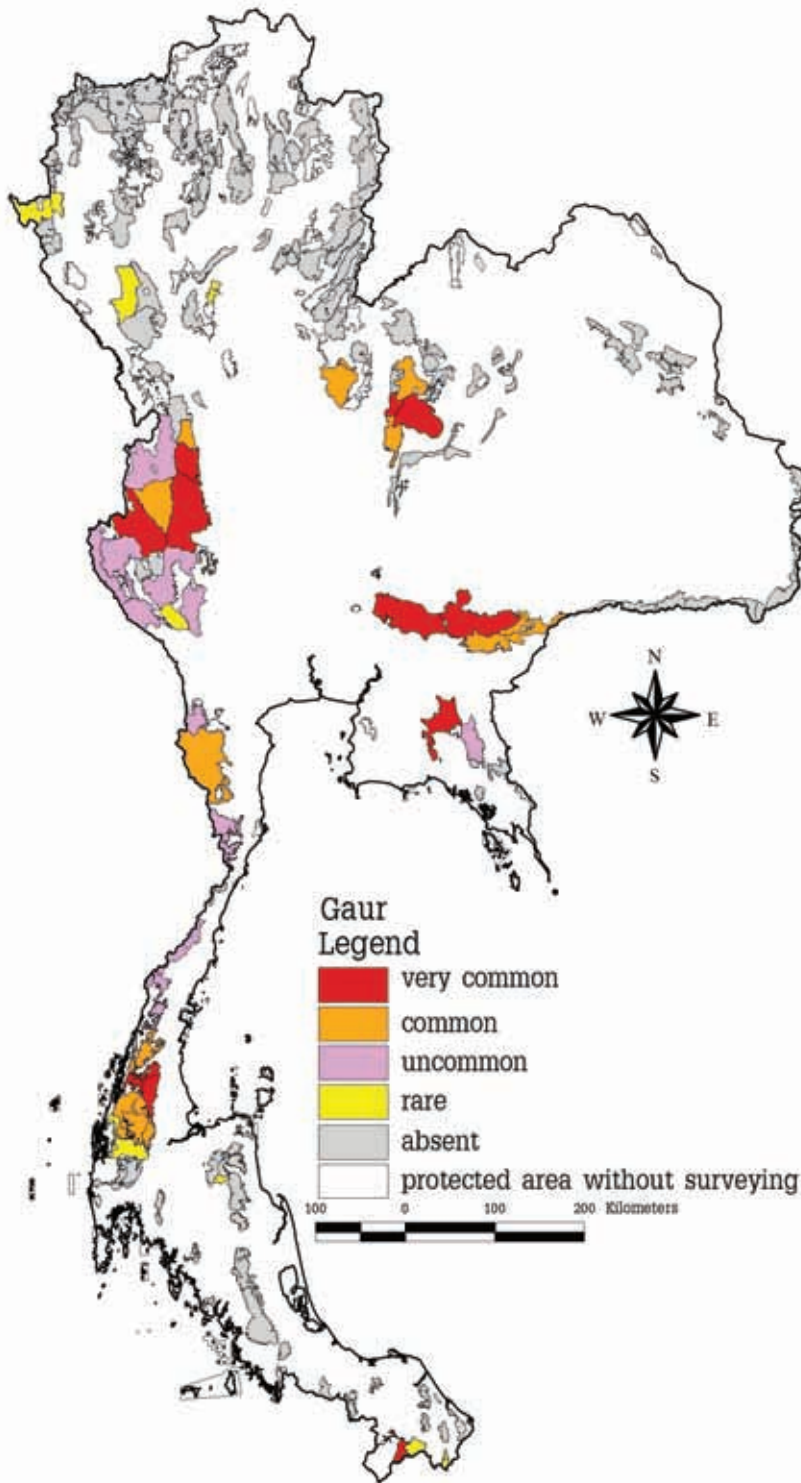 N
W E
S
Gaur
Legend
very common
common
uncommon
rare
absent
protected area without surveying
100 0 100 200 Kilometers